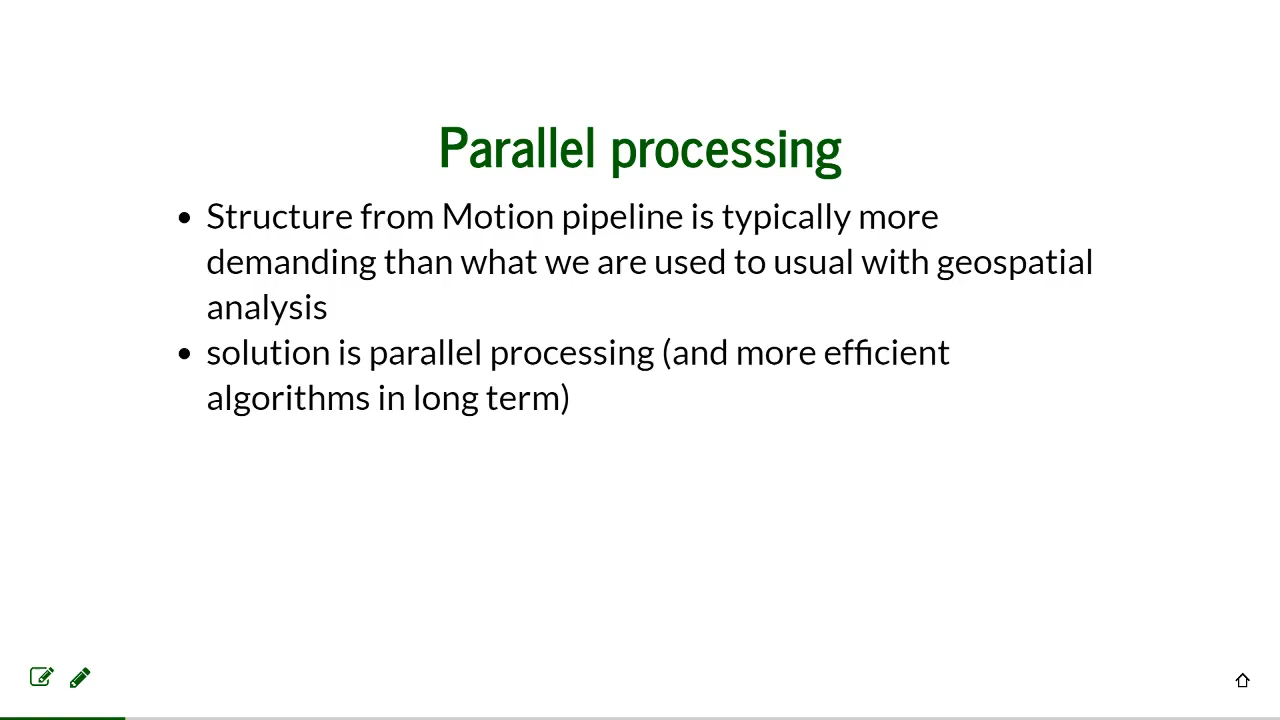 Parallel processing
• Structure from Motion pipeline is typically more
demanding than what we are used to usual with geospatial
analysis
• solution is parallel processing (and more efficient
algorithms in long term)